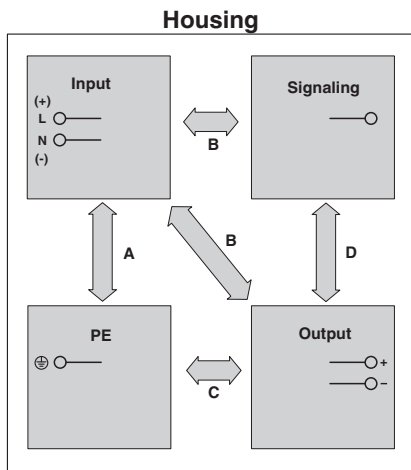 Housing
Input
(+)
L
N
(-)
Signaling
B
A
B
D
PE
Output
+
−
C